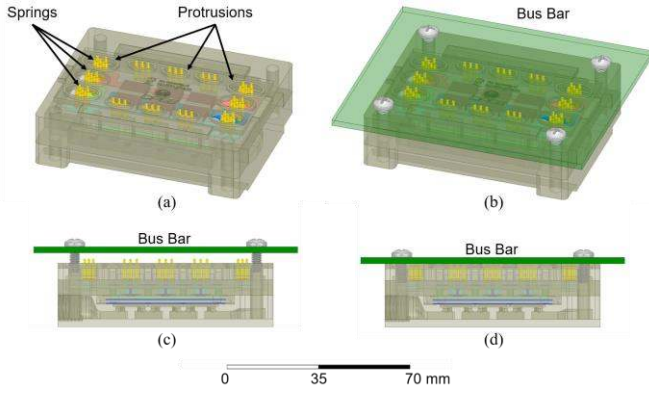 Springs Protrusions Bus Bar
(a) (b)
Bus Bar Bus Bar
(c) (d)
0 35 70 mm